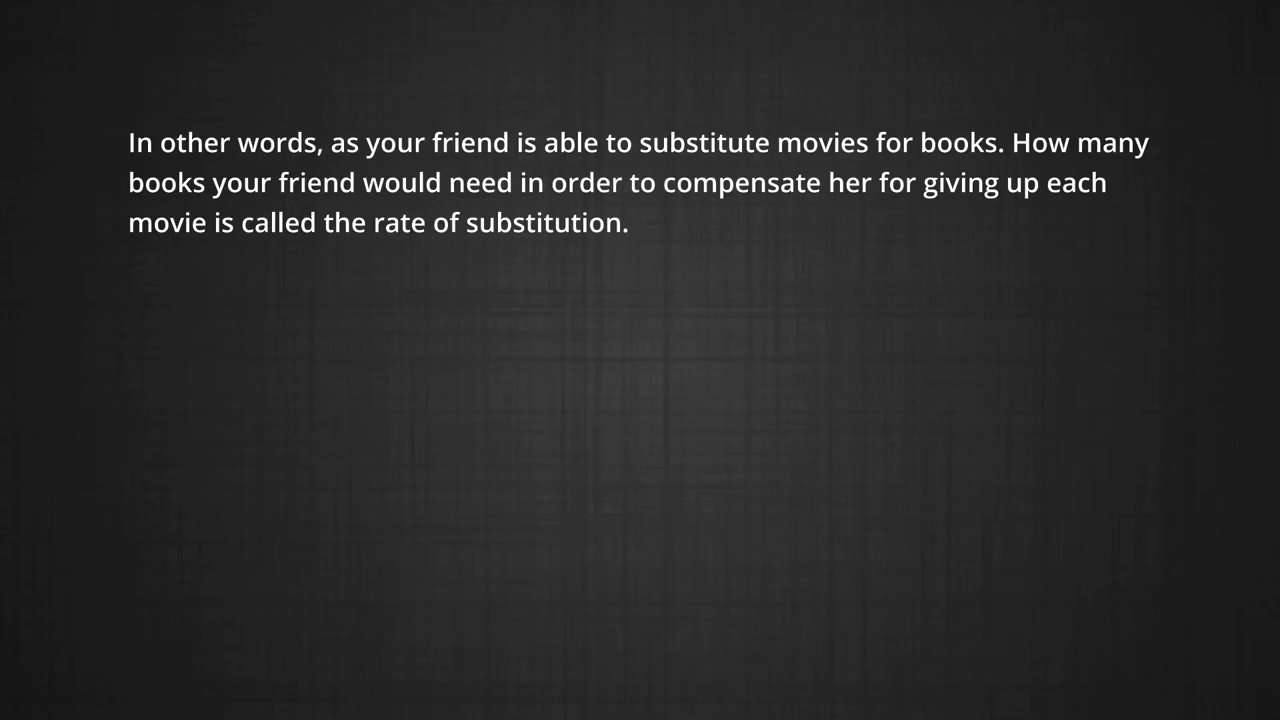 In other words, as your friend is able to substitute movies for books. How many
books your friend would need in order to compensate her for giving up each
movie is called the rate of substitution.